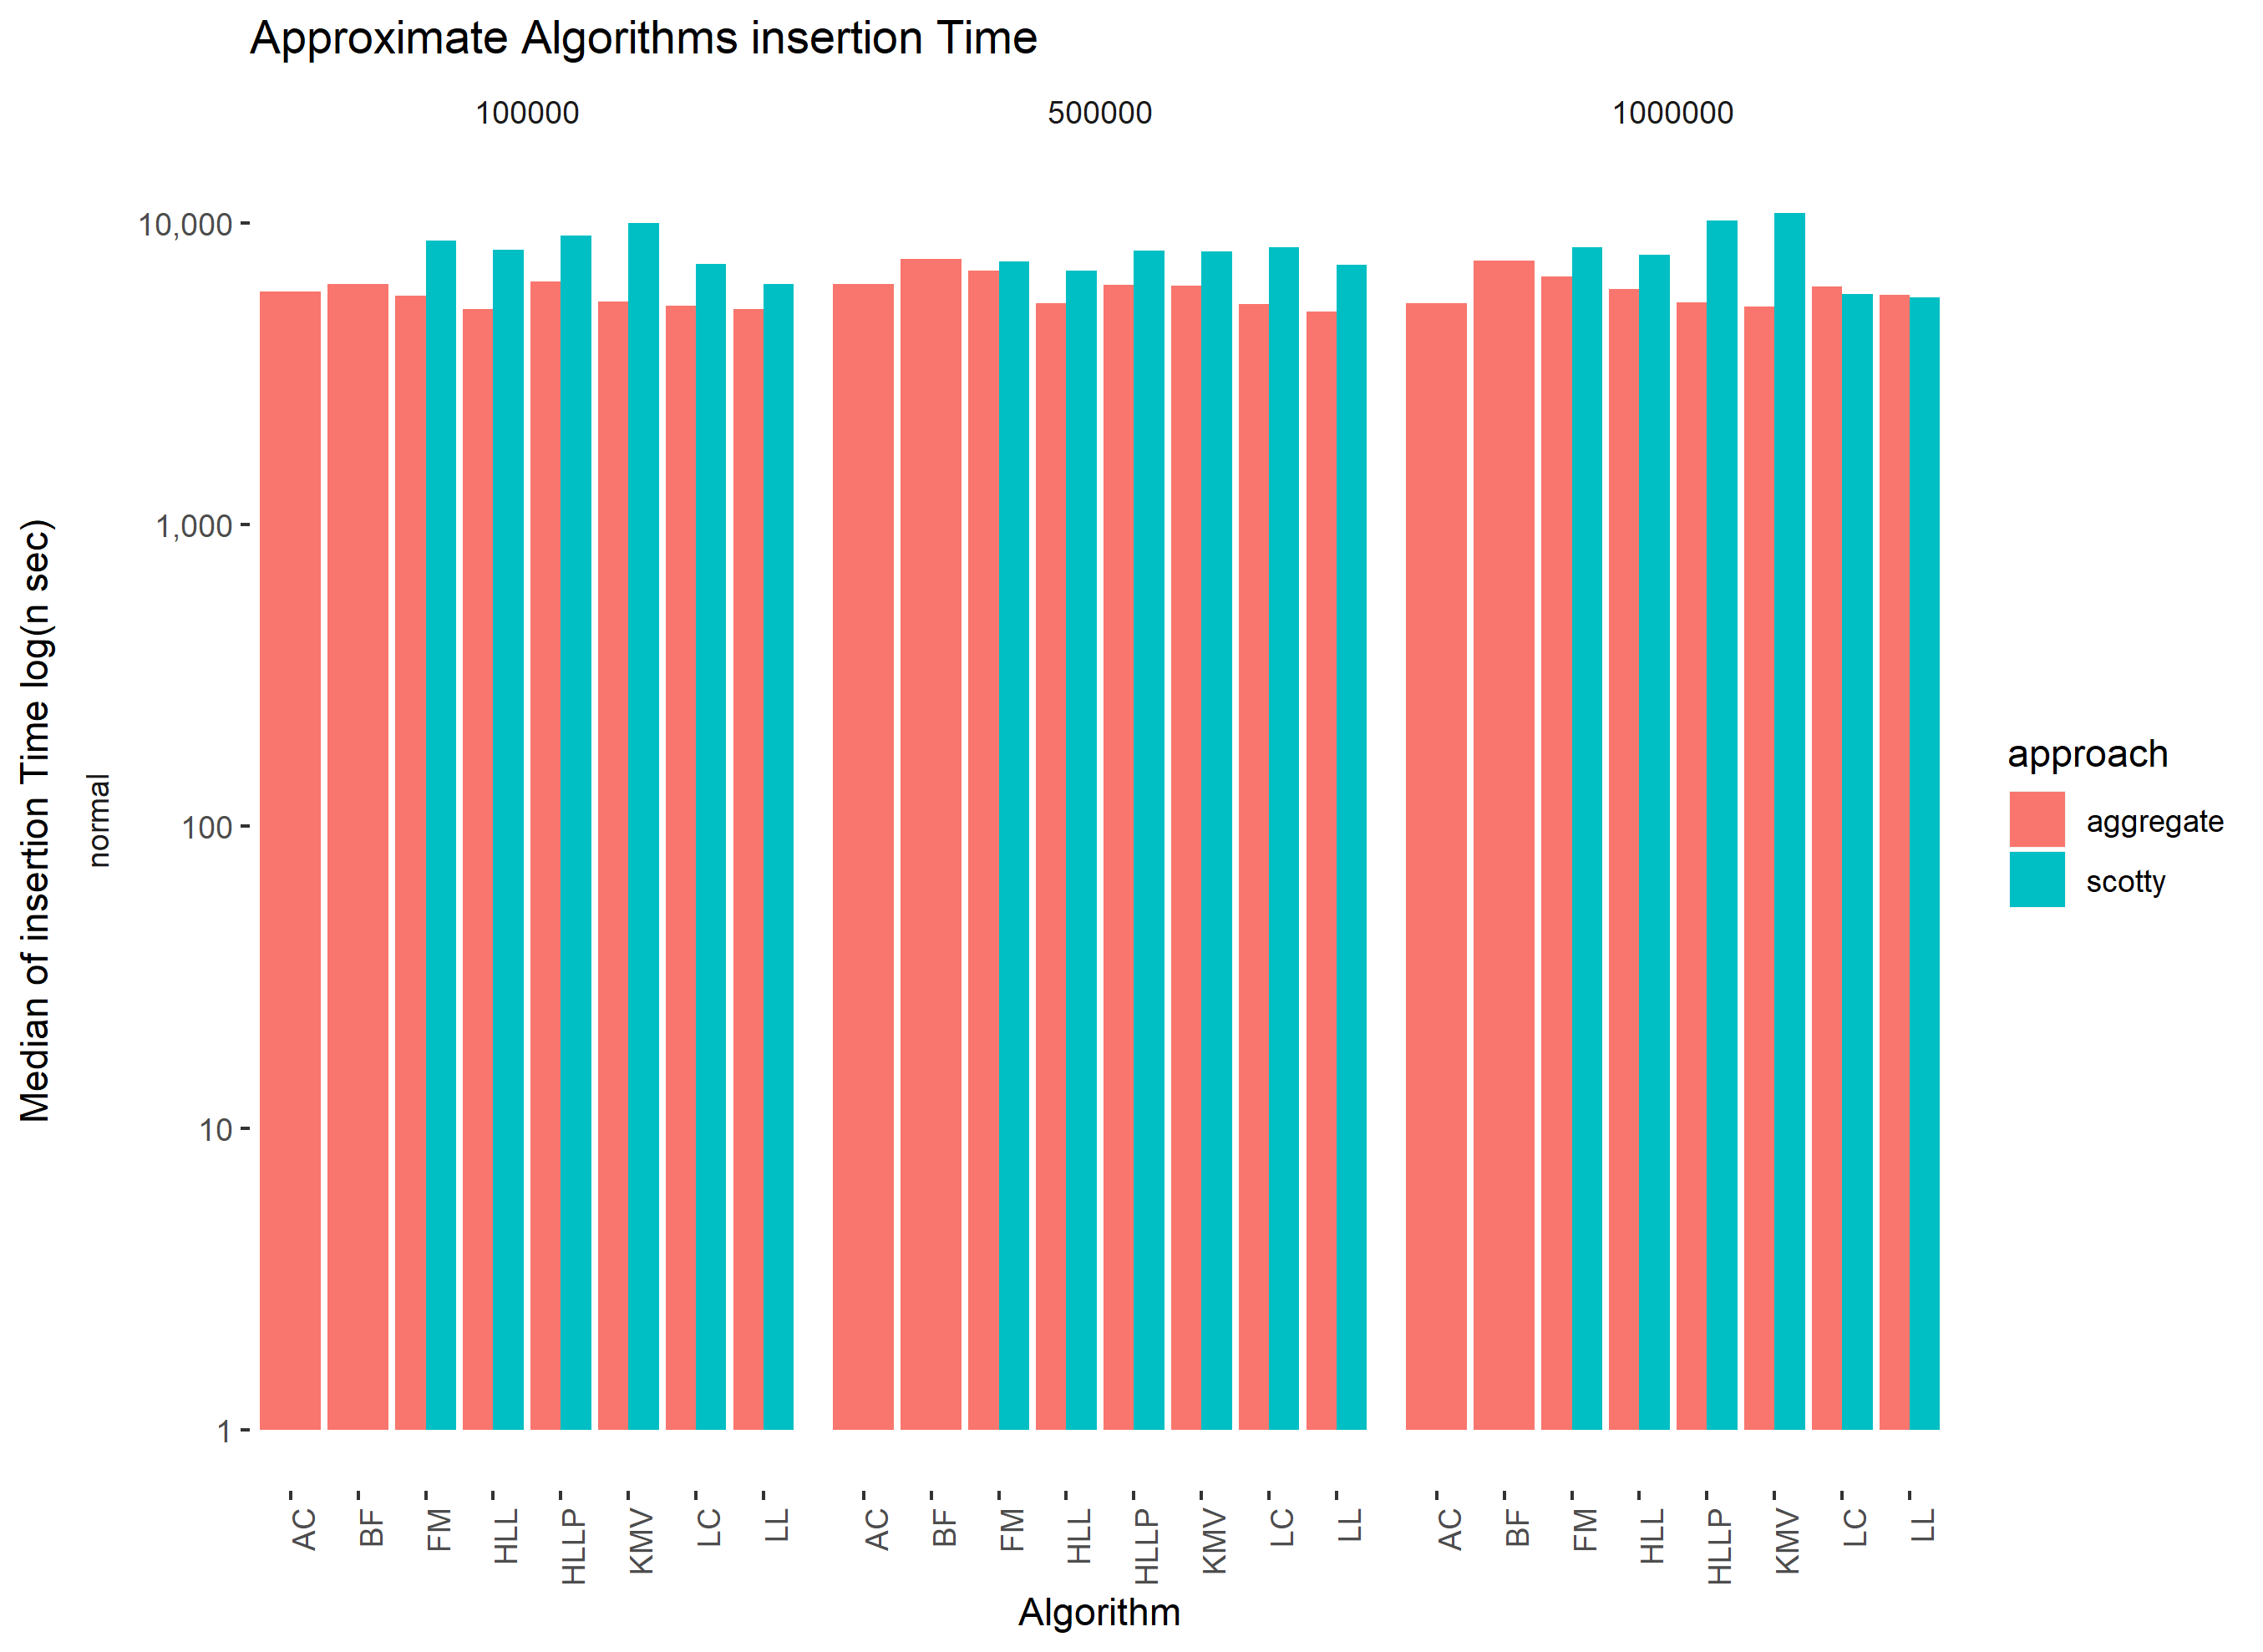 Approximate Algorithms insertion Time
100000
500000
1000000
10,000
1,000
100
10
1
Median of insertion Time log(n sec)
normal
AC
BF
FM
HLL
HLLP
KMV
LC
LL
AC
BF
FM
HLL
HLLP
KMV
LC
LL
AC
BF
FM
HLL
HLLP
KMV
LC
LL
Algorithm
approach
aggregate
scotty